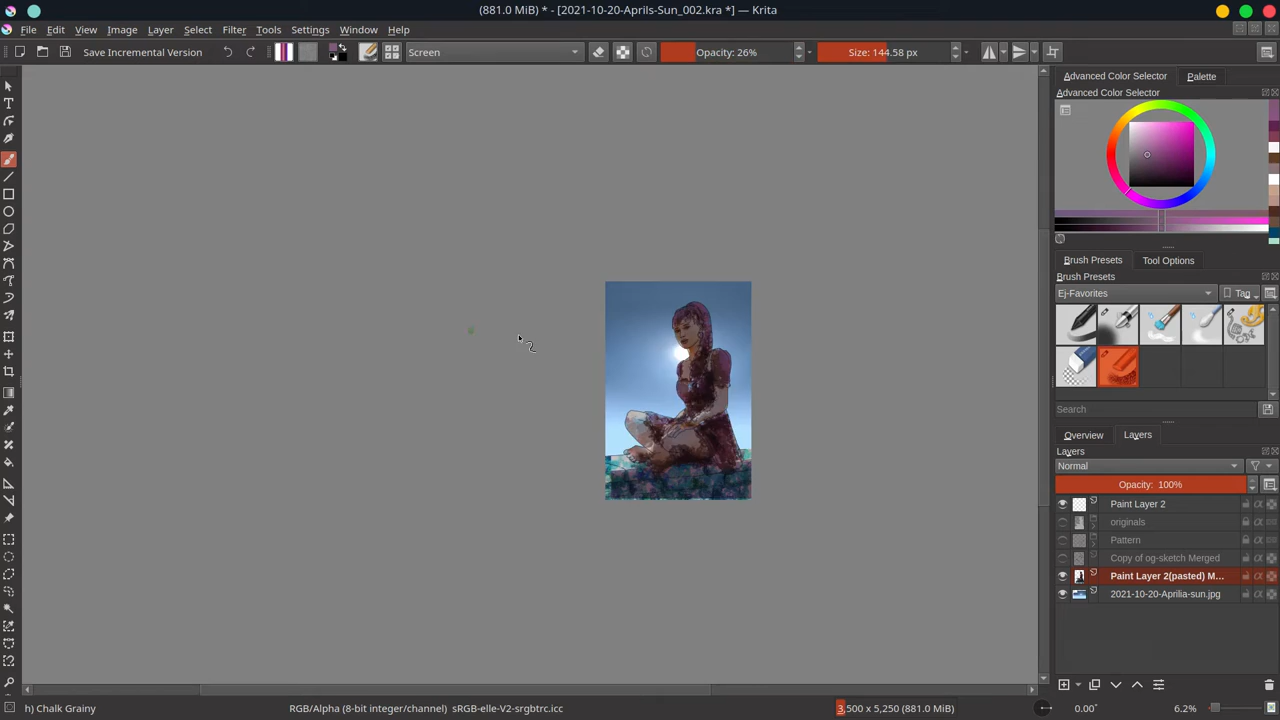 (881.0 MiB) * - [2021-10-20-Aprils-Sun_002.kra *] — Krita
File Edit View Image Layer Select Filter Tools Settings Window Help
Save Incremental Version
Screen
Opacity: 26%
Size: 144.58 px
Advanced Color Selector
Palette
Advanced Color Selector
Brush Presets
Tool Options
Brush Presets
Ej-Favorites
Tag
Search
Overview
Layers
Layers
Normal
Opacity: 100%
Paint Layer 2
originals
Pattern
Copy of og-sketch Merged
Paint Layer 2(pasted) M...
2021-10-20-Aprilia-sun.jpg
h) Chalk Grainy
RGB/Alpha (8-bit integer/channel) sRGB-elle-V2-srgbtrc.icc
3,500 x 5,250 (881.0 MiB)
0.00°
6.2%